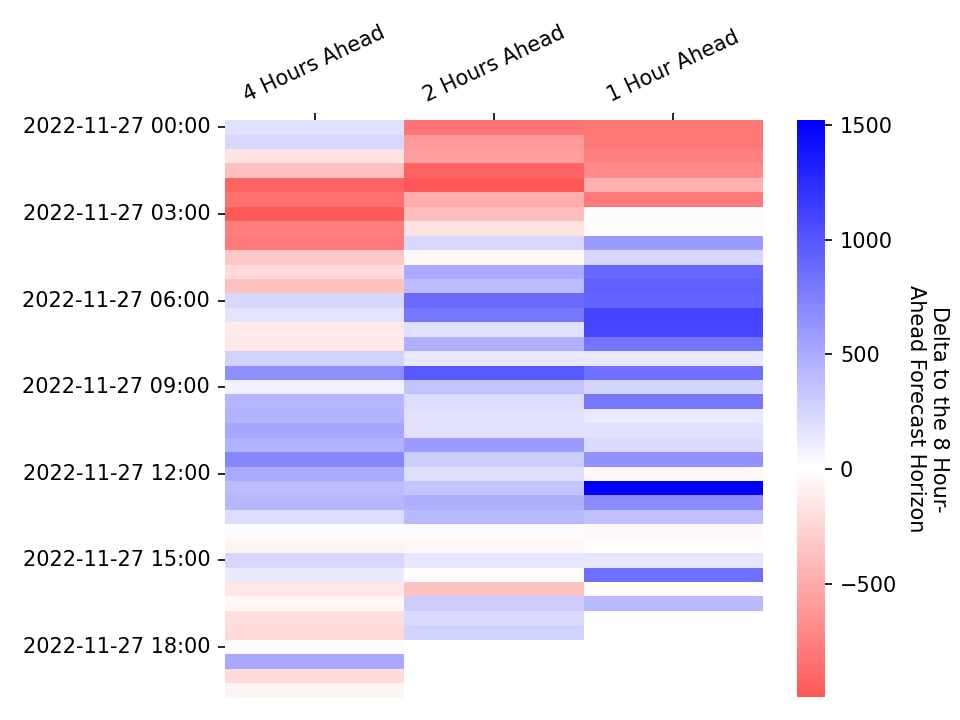 4 Hours Ahead
2 Hours Ahead
1 Hour Ahead
2022-11-27 00:00
2022-11-27 03:00
2022-11-27 06:00
2022-11-27 09:00
2022-11-27 12:00
2022-11-27 15:00
2022-11-27 18:00
1500
1000
500
0
−500
Delta to the 8 Hour-
Ahead Forecast Horizon